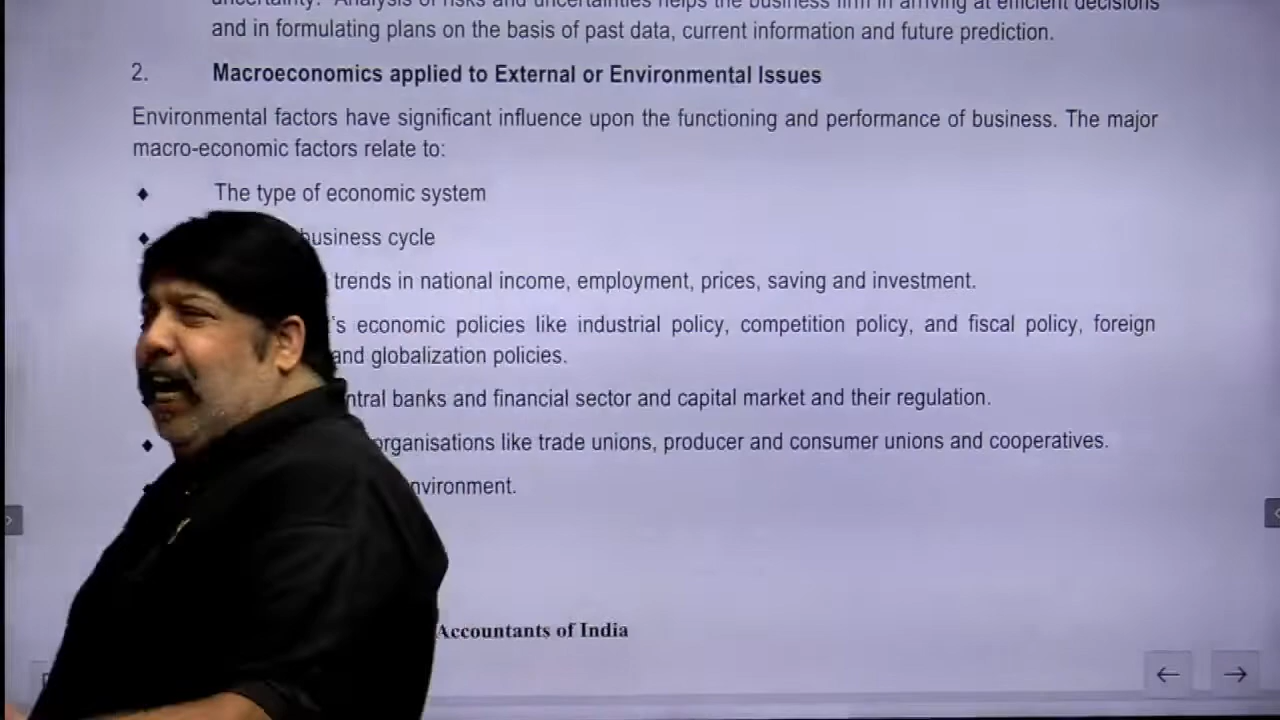 uncertainty. Analysis of risks and uncertainties helps the business firm in arriving at efficient decisions
and in formulating plans on the basis of past data, current information and future prediction.
2. Macroeconomics applied to External or Environmental Issues
Environmental factors have significant influence upon the functioning and performance of business. The major
macro-economic factors relate to:
♦ The type of economic system
♦ business cycle
trends in national income, employment, prices, saving and investment.
's economic policies like industrial policy, competition policy, and fiscal policy, foreign
and globalization policies.
ntral banks and financial sector and capital market and their regulation.
♦ organisations like trade unions, producer and consumer unions and cooperatives.
nvironment.
Accountants of India